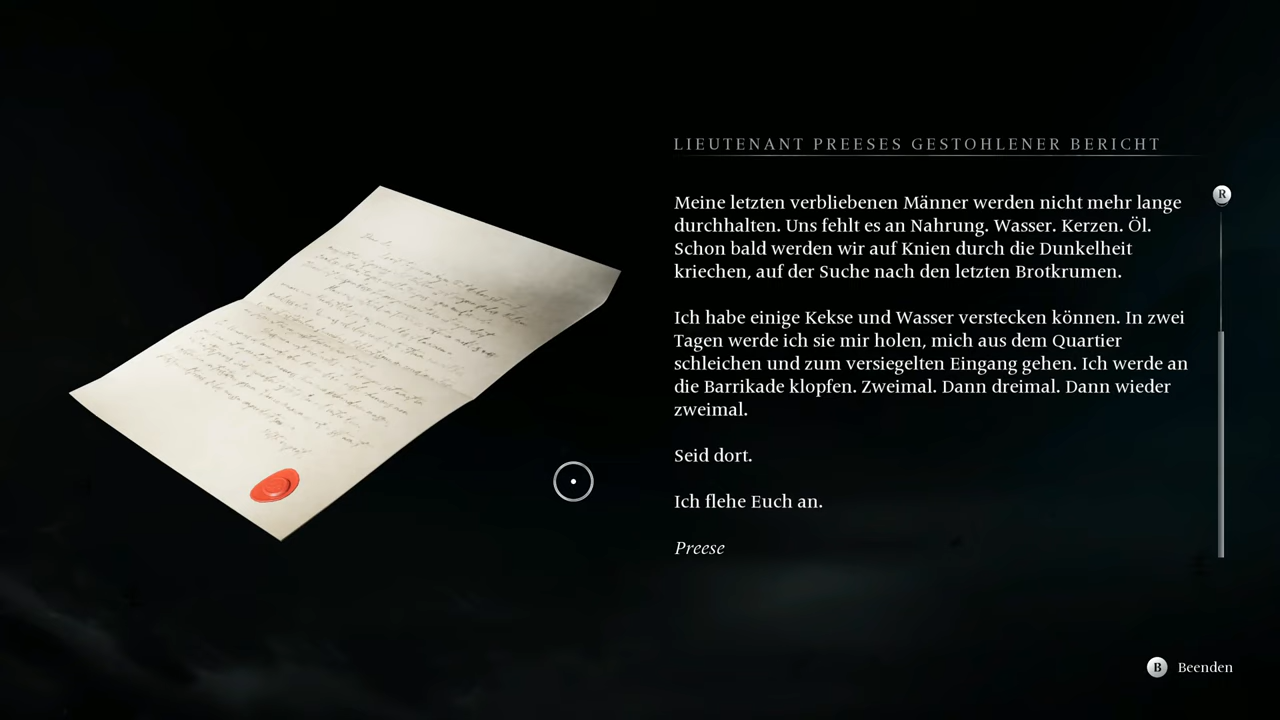 LIEUTENANT PREESES GESTOHLENER BERICHT
R
Meine letzten verbliebenen Männer werden nicht mehr lange
durchhalten. Uns fehlt es an Nahrung. Wasser. Kerzen. Öl.
Schon bald werden wir auf Knien durch die Dunkelheit
kriechen, auf der Suche nach den letzten Brotkrumen.
Ich habe einige Kekse und Wasser verstecken können. In zwei
Tagen werde ich sie mir holen, mich aus dem Quartier
schleichen und zum versiegelten Eingang gehen. Ich werde an
die Barrikade klopfen. Zweimal. Dann dreimal. Dann wieder
zweimal.
Seid dort.
Ich flehe Euch an.
Preese
B Beenden